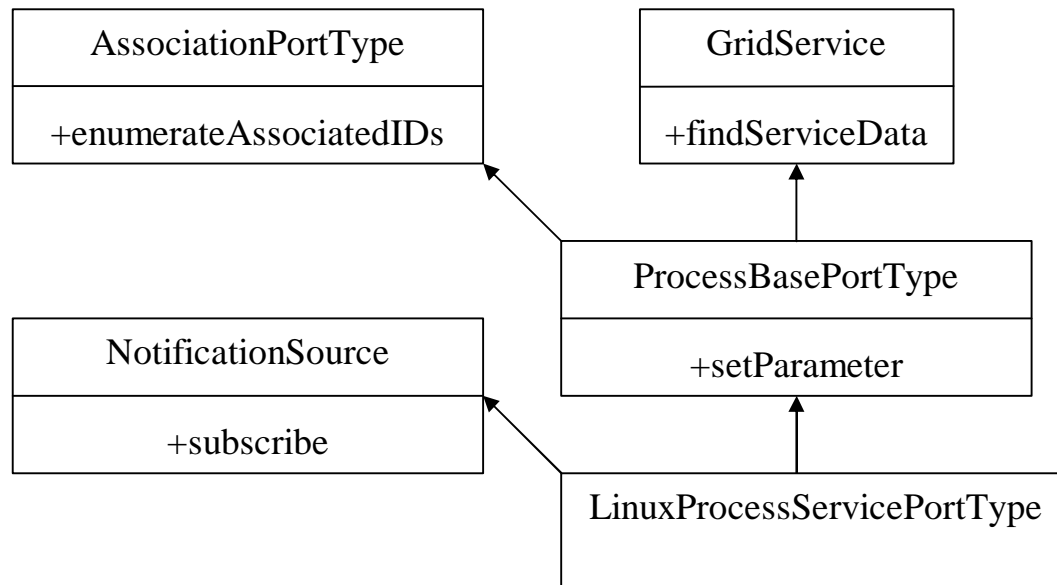 AssociationPortType
+enumerateAssociatedIDs
GridService
+findServiceData
ProcessBasePortType
+setParameter
NotificationSource
+subscribe
LinuxProcessServicePortType